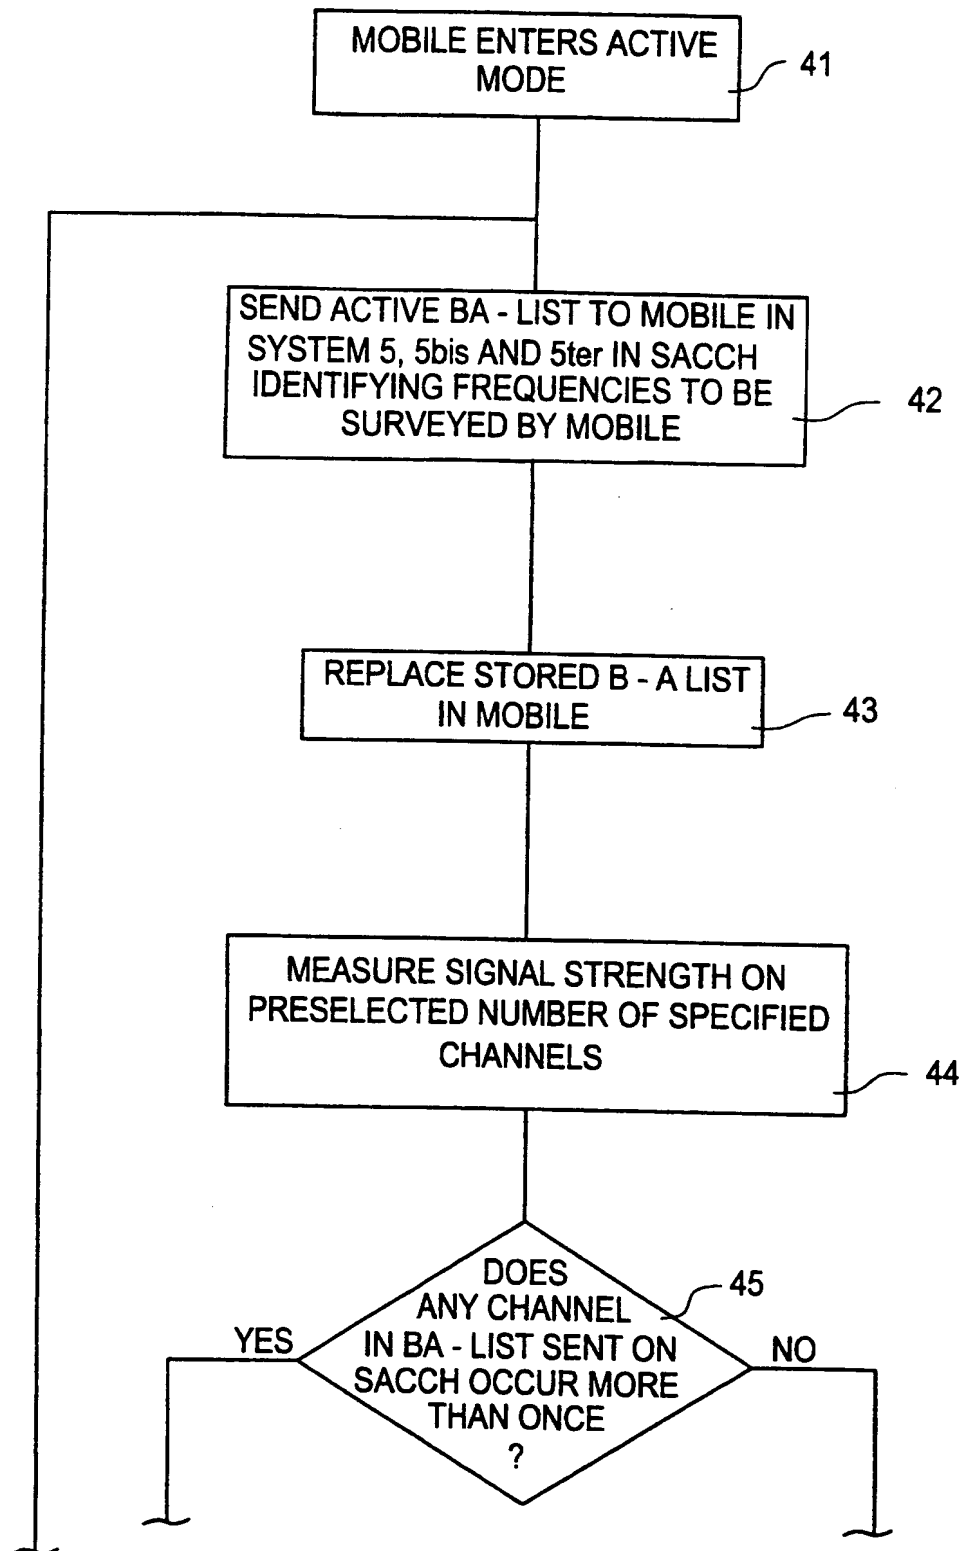 MOBILE ENTERS ACTIVE
MODE
41
SEND ACTIVE BA - LIST TO MOBILE IN
SYSTEM 5, 5bis AND 5ter IN SACCH
IDENTIFYING FREQUENCIES TO BE
SURVEYED BY MOBILE
42
REPLACE STORED B - A LIST
IN MOBILE
43
MEASURE SIGNAL STRENGTH ON
PRESELECTED NUMBER OF SPECIFIED
CHANNELS
44
DOES
ANY CHANNEL
IN BA - LIST SENT ON
SACCH OCCUR MORE
THAN ONCE
?
45
YES
NO